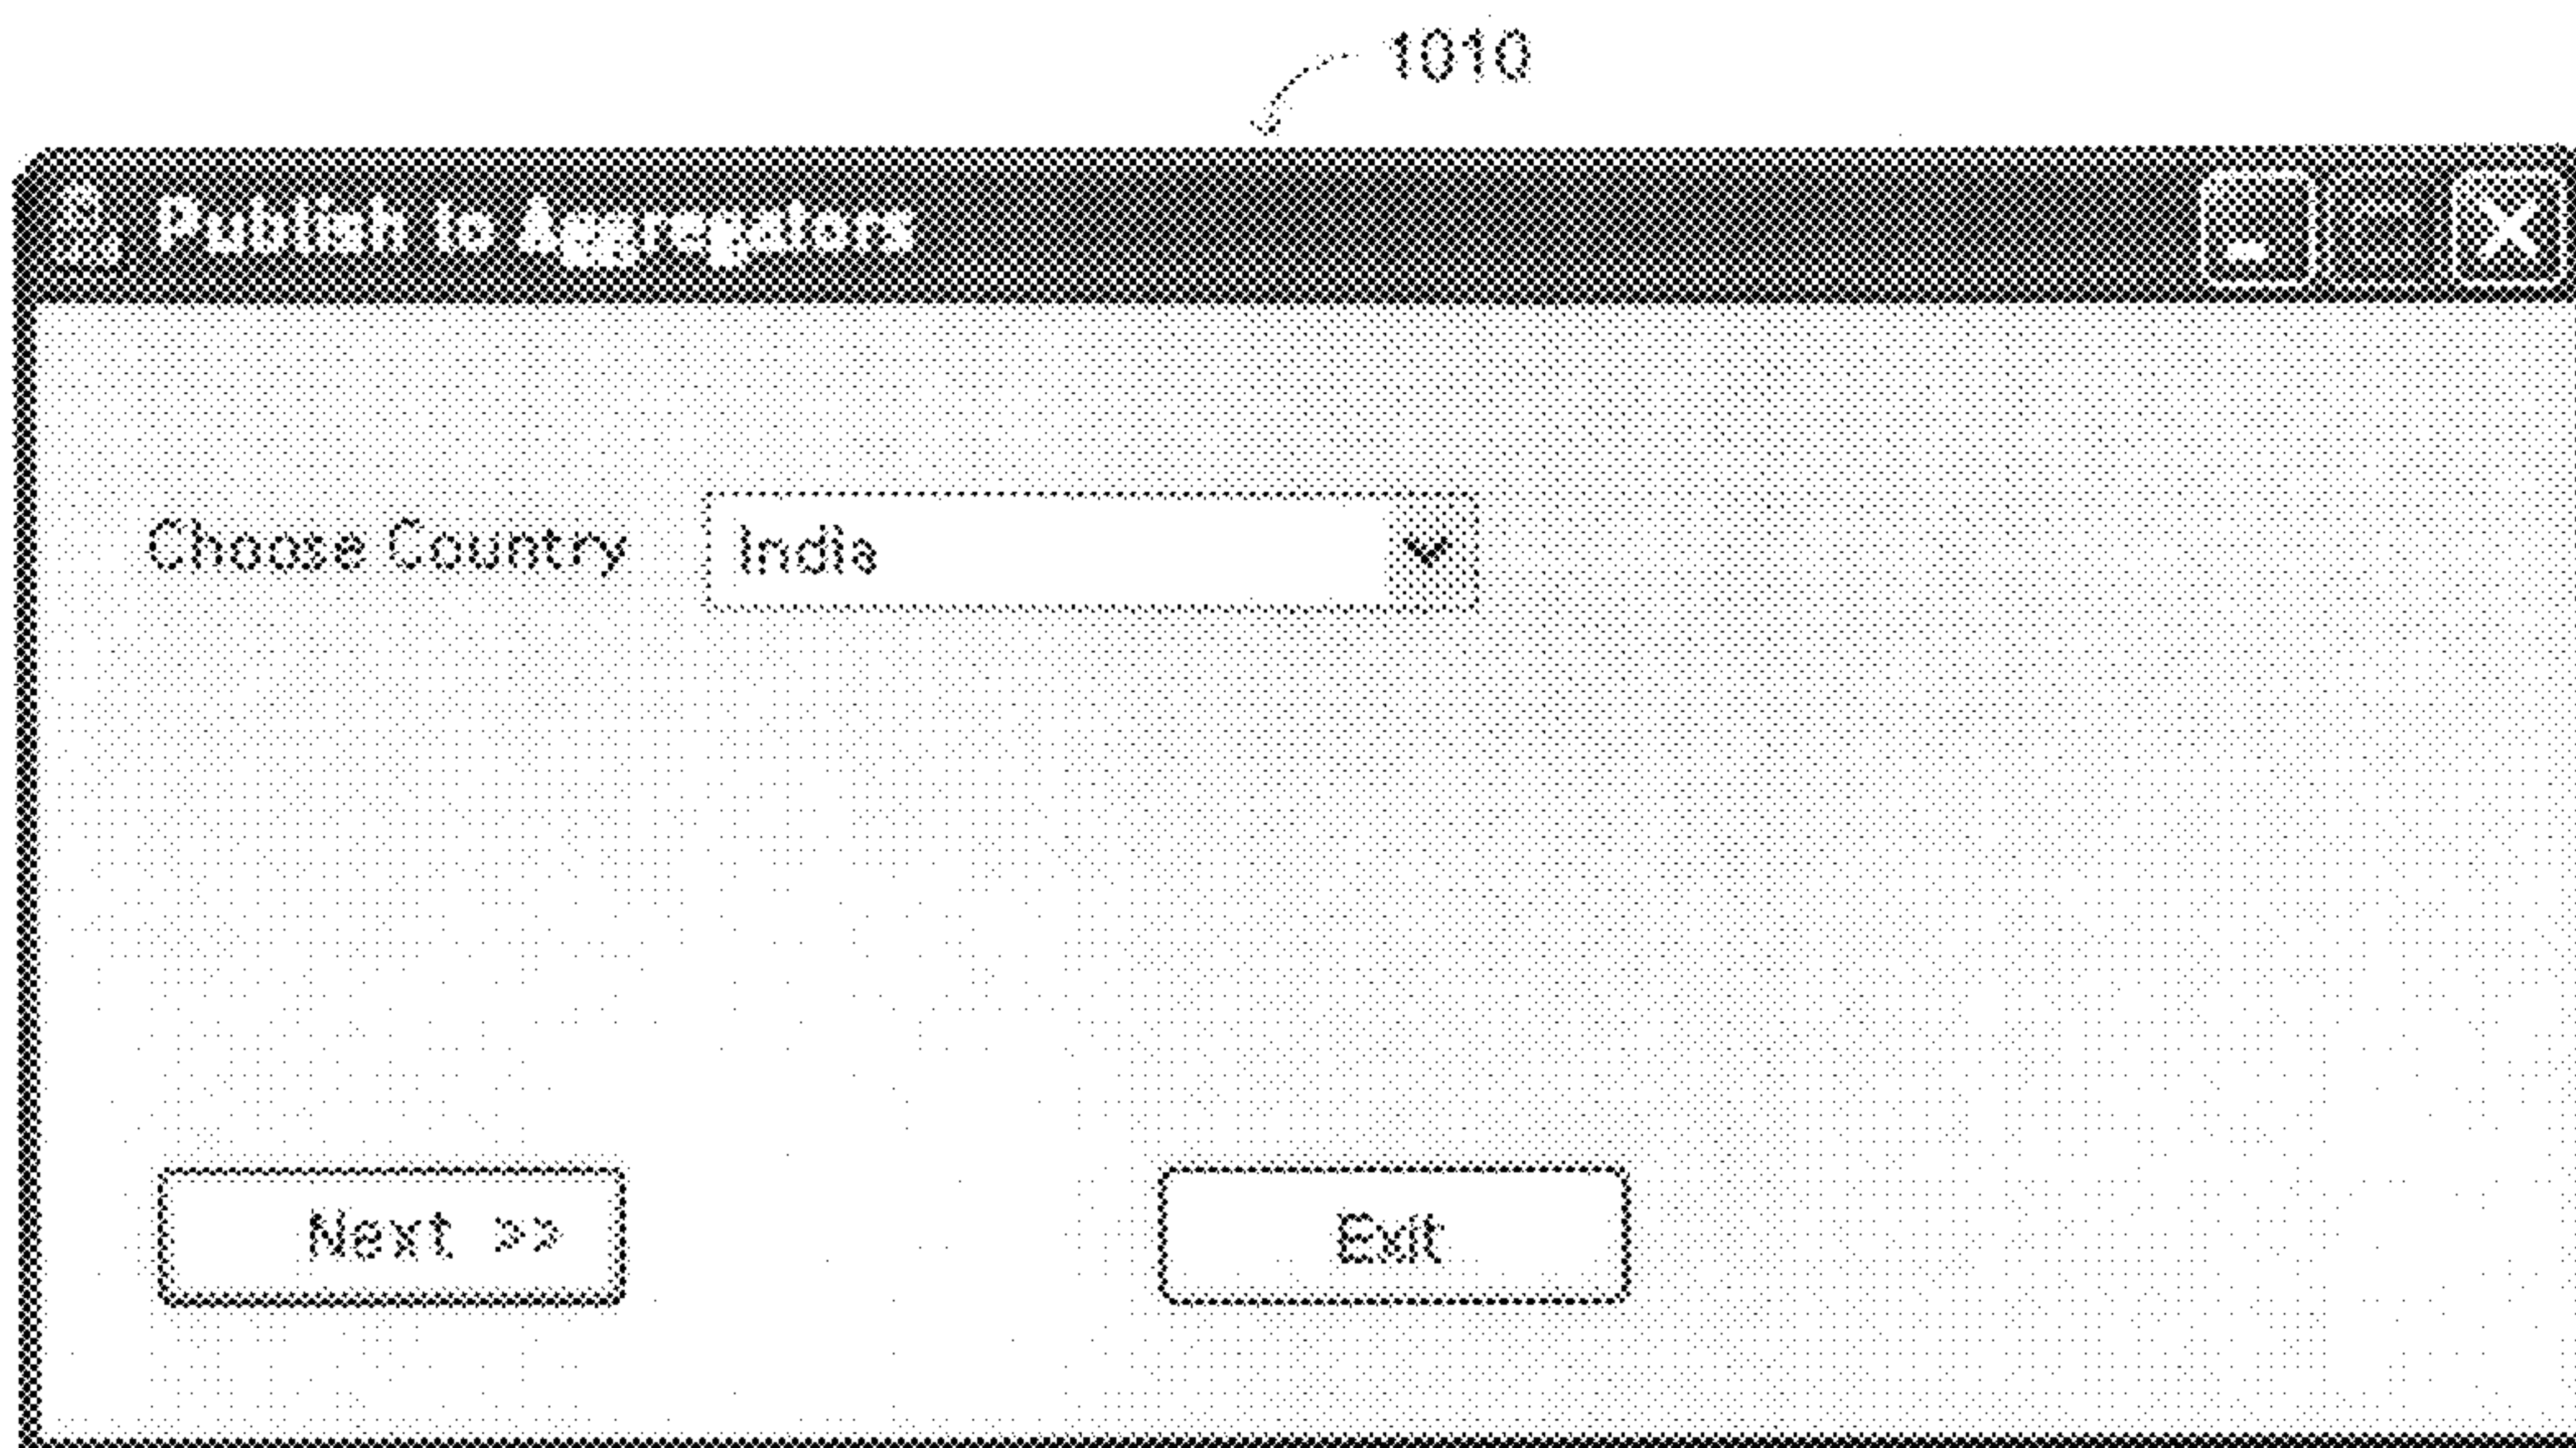 1010
Publish to Aggregators
Choose Country India
Next >> Exit